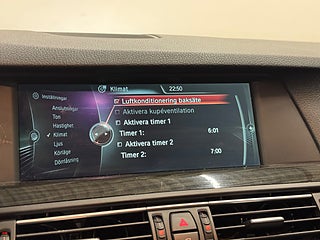 Klimat
22:50
Inställningar
Anslutningar
Ton
Hastighet
Klimat
Ljus
Körläge
Dörrlåsning
Luftkonditionering baksäte
Aktivera kupéventilation
Aktivera timer 1
Timer 1: 6:01
Aktivera timer 2
Timer 2: 7:00